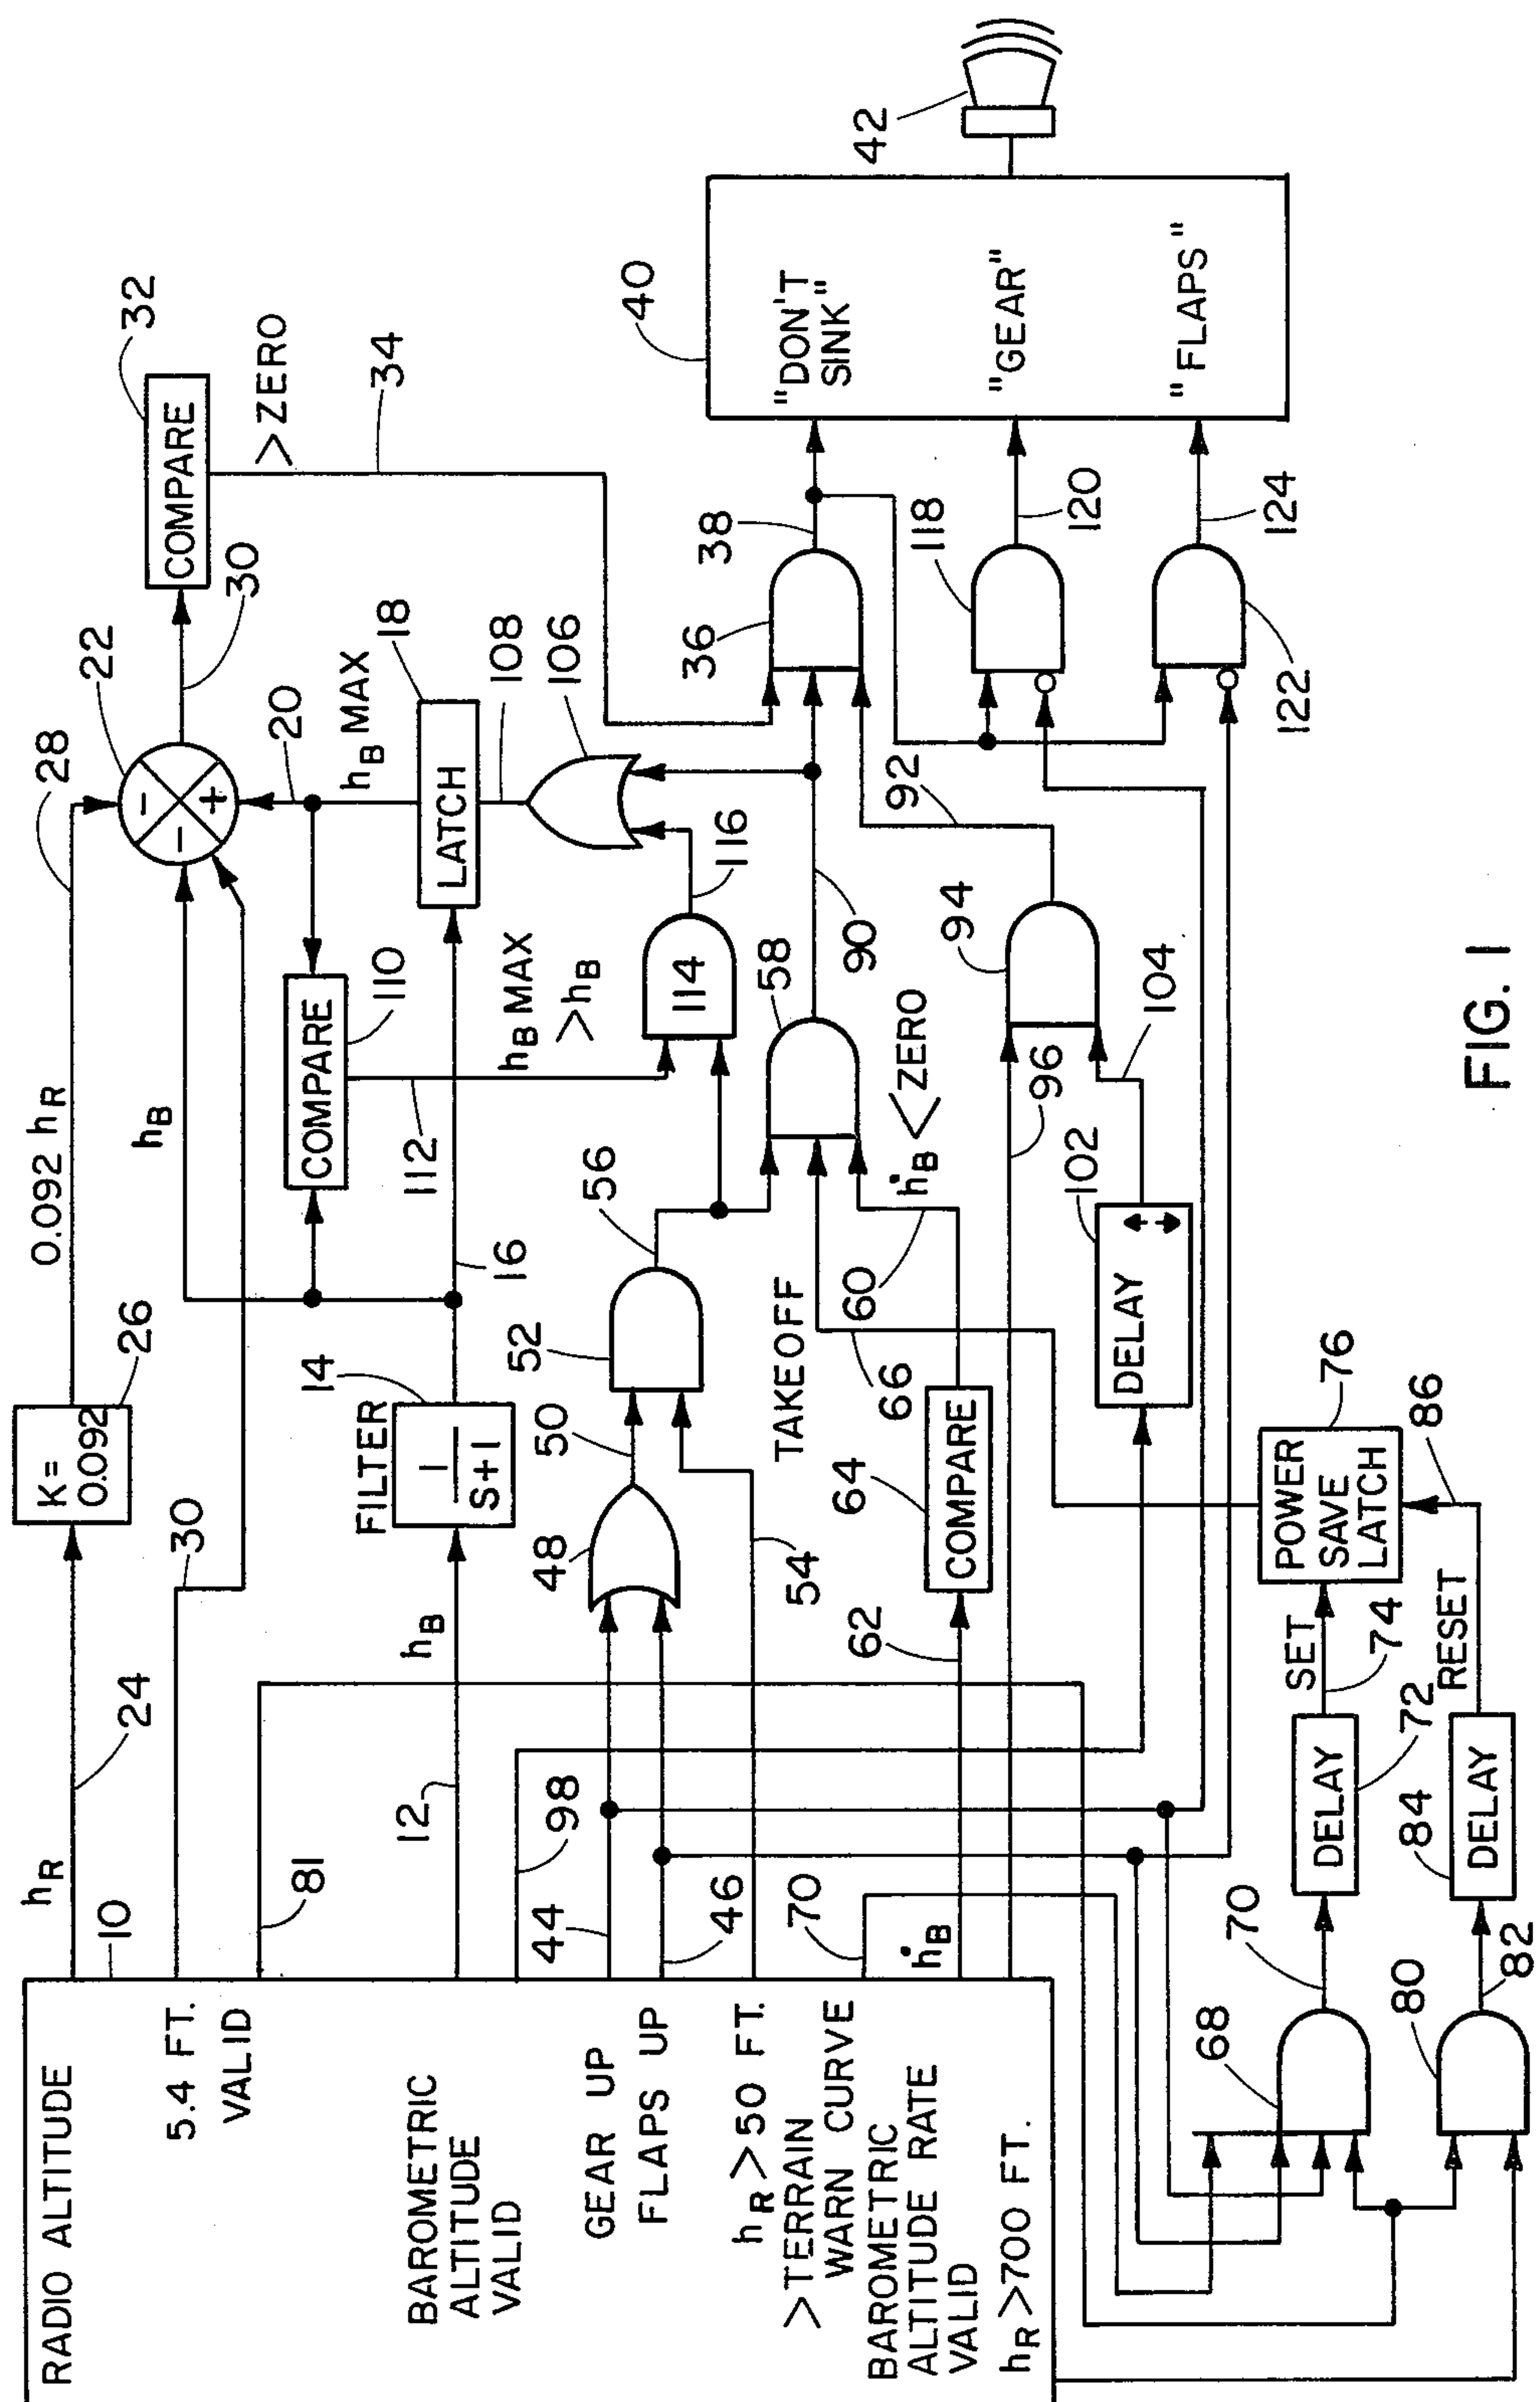 RADIO ALTITUDE
5.4 FT.
VALID
BAROMETRIC
ALTITUDE
VALID
GEAR UP
FLAPS UP
hR>50 FT.
>TERRAIN
WARN CURVE
BAROMETRIC
ALTITUDE RATE
VALID
hR>700 FT.
10
hR
24
K=
0.092
26
0.092 hR
28
22
30
30
32
COMPARE
>ZERO
34
81
hB
hB
12
FILTER
1
S+1
14
16
COMPARE
110
112
20
hB MAX
LATCH
18
108
106
hB MAX
>hB
114
116
98
44
46
48
50
52
54
56
58
90
TAKEOFF
66
60
ḣB<ZERO
70
ḣB
62
64
COMPARE
96
94
92
DELAY
102
104
36
38
118
120
122
124
40
"DON'T
SINK"
"GEAR"
"FLAPS"
42
68
70
DELAY
72
SET
74
POWER
SAVE
LATCH
76
80
82
84
DELAY
RESET
86
- - +
FIG. 1